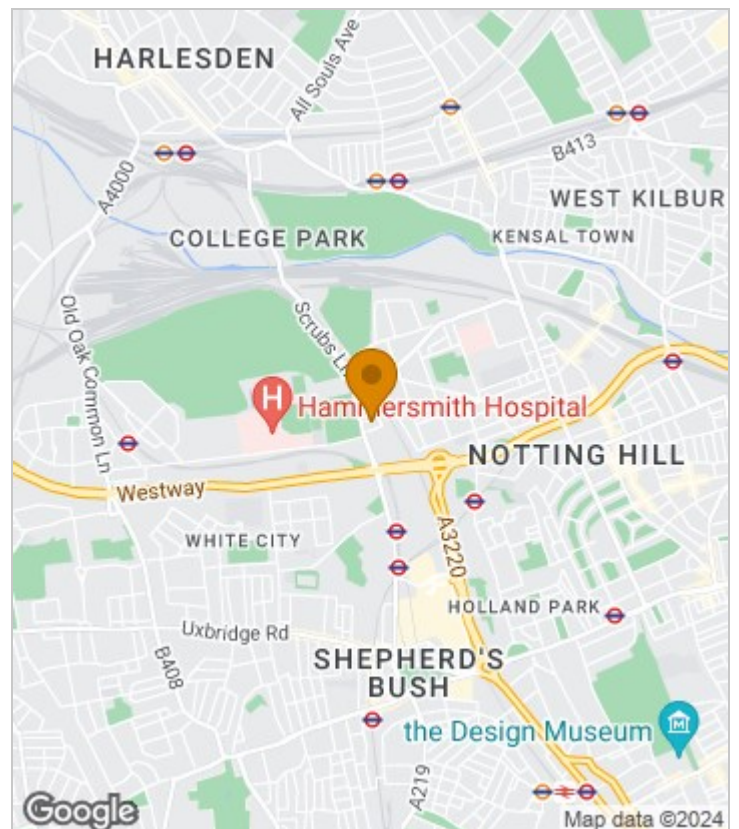 HARLESDEN
All Souls Ave
A4000
B413
WEST KILBUR
COLLEGE PARK
KENSAL TOWN
Old Oak Common Ln
Scrubs Ln
H
Hammersmith Hospital
NOTTING HILL
Westway
WHITE CITY
A3220
HOLLAND PARK
Uxbridge Rd
B408
SHEPHERD'S
BUSH
M
the Design Museum
A219
Google
Map data ©2024